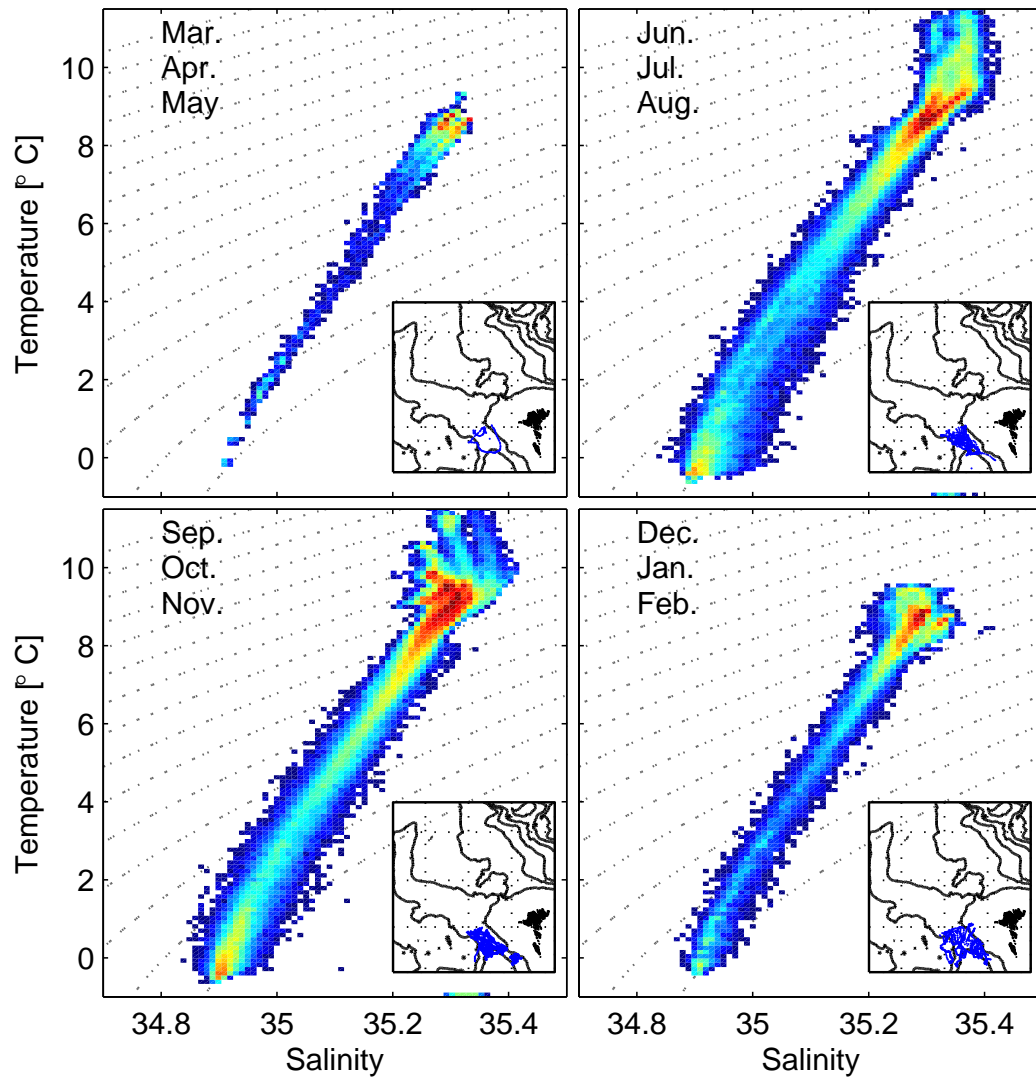 Mar.
Apr.
May
Jun.
Jul.
Aug.
10
8
6
4
2
0
Temperature [° C]
Sep.
Oct.
Nov.
Dec.
Jan.
Feb.
10
8
6
4
2
0
Temperature [° C]
34.8
35
35.2
35.4
34.8
35
35.2
35.4
Salinity
Salinity